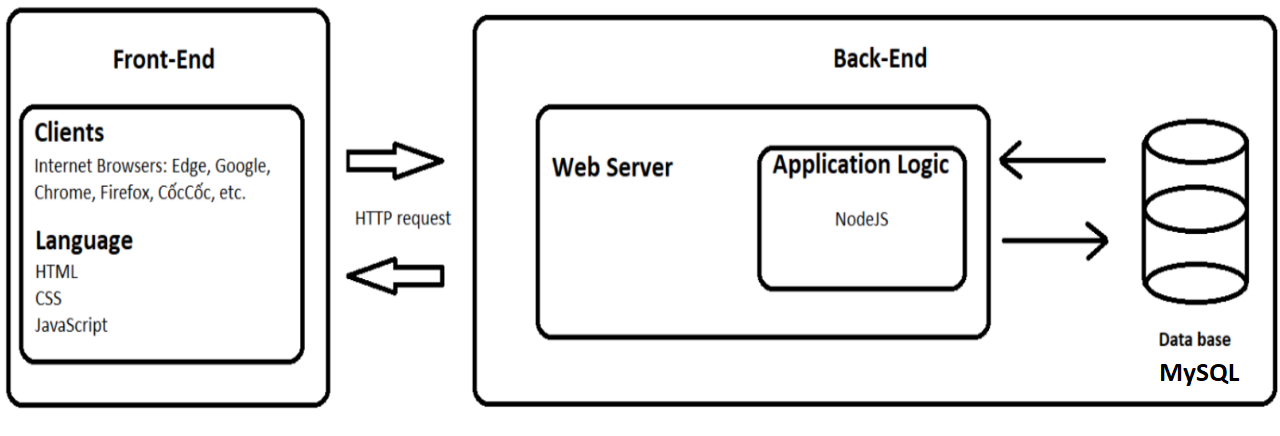 Front-End
Clients
Internet Browsers: Edge, Google,
Chrome, Firefox, CốcCốc, etc.
Language
HTML
CSS
JavaScript
HTTP request
Back-End
Web Server
Application Logic
NodeJS
Data base
MySQL